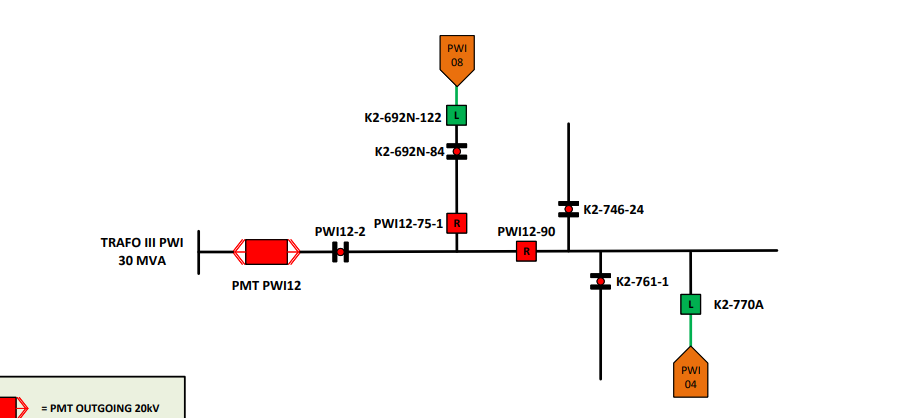 PWI
08
K2-692N-122
L
K2-692N-84
K2-746-24
PWI12-2
PWI12-75-1
R
PWI12-90
R
TRAFO III PWI
30 MVA
PMT PWI12
K2-761-1
L
K2-770A
PWI
04
= PMT OUTGOING 20kV